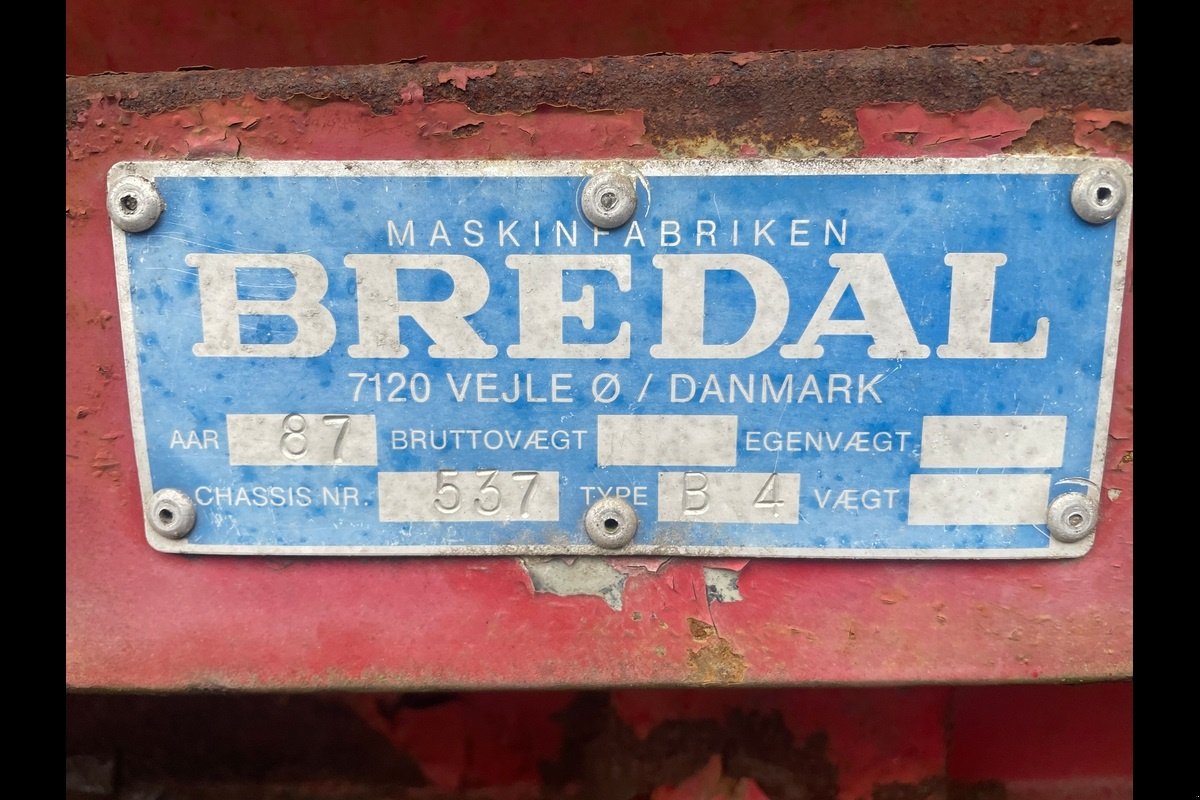 MASKINFABRIKEN
BREDAL
7120 VEJLE Ø / DANMARK
AAR 87 BRUTTOVÆGT EGENVÆGT
CHASSIS NR. 537 TYPE B 4 VÆGT